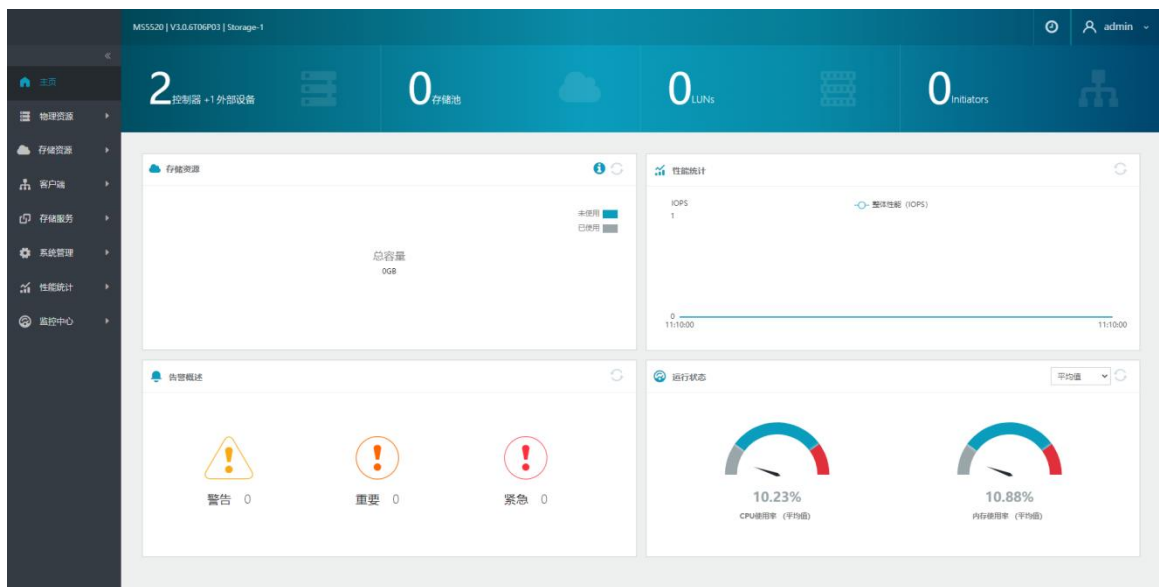 MS5520 | V3.0.6T06P03 | Storage-1
admin
主页
物理资源
存储资源
客户端
存储服务
系统管理
性能统计
监控中心
2 控制器 +1 外部设备
0 存储池
0 LUNs
0 Initiators
存储资源
未使用
已使用
总容量
0GB
性能统计
IOPS
整体性能 (IOPS)
1
0
11:10:00
11:10:00
告警概述
警告 0
重要 0
紧急 0
运行状态
平均值
10.23%
CPU使用率 (平均值)
10.88%
内存使用率 (平均值)